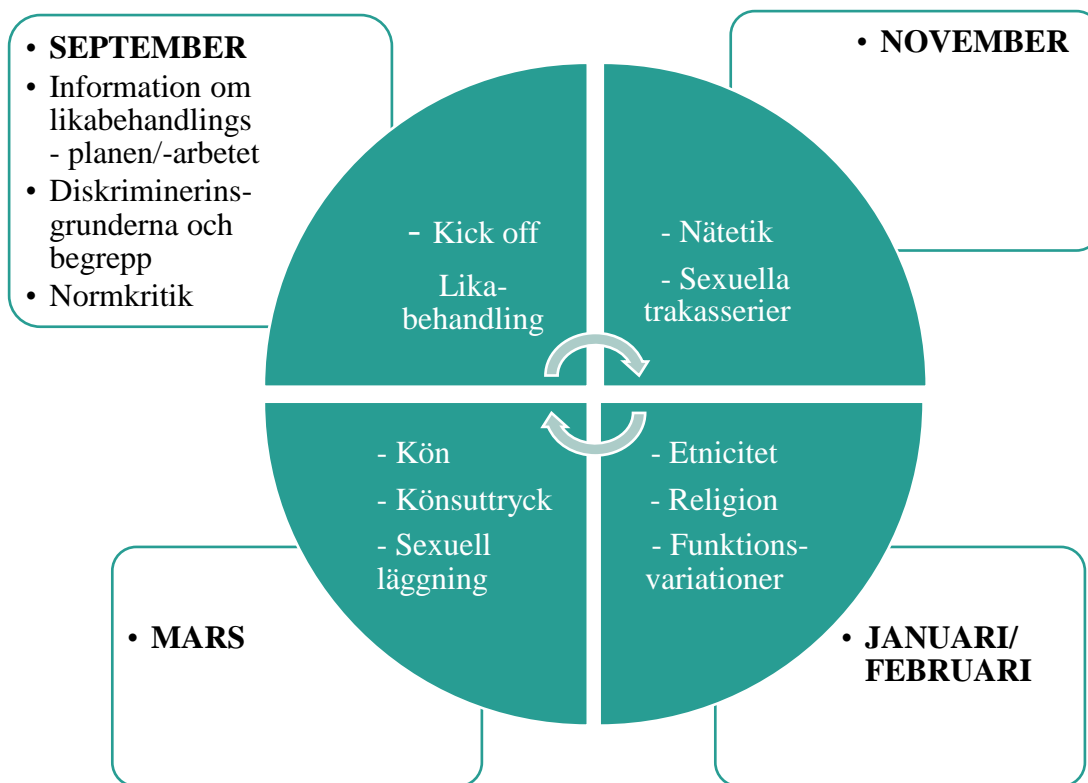 • SEPTEMBER
• Information om
likabehandlings
- planen/-arbetet
• Diskriminerins-
grunderna och
begrepp
• Normkritik
• NOVEMBER
- Kick off
Lika-
behandling
- Nätetik
- Sexuella
trakasserier
- Kön
- Könsuttryck
- Sexuell
läggning
- Etnicitet
- Religion
- Funktions-
variationer
• MARS
• JANUARI/
FEBRUARI